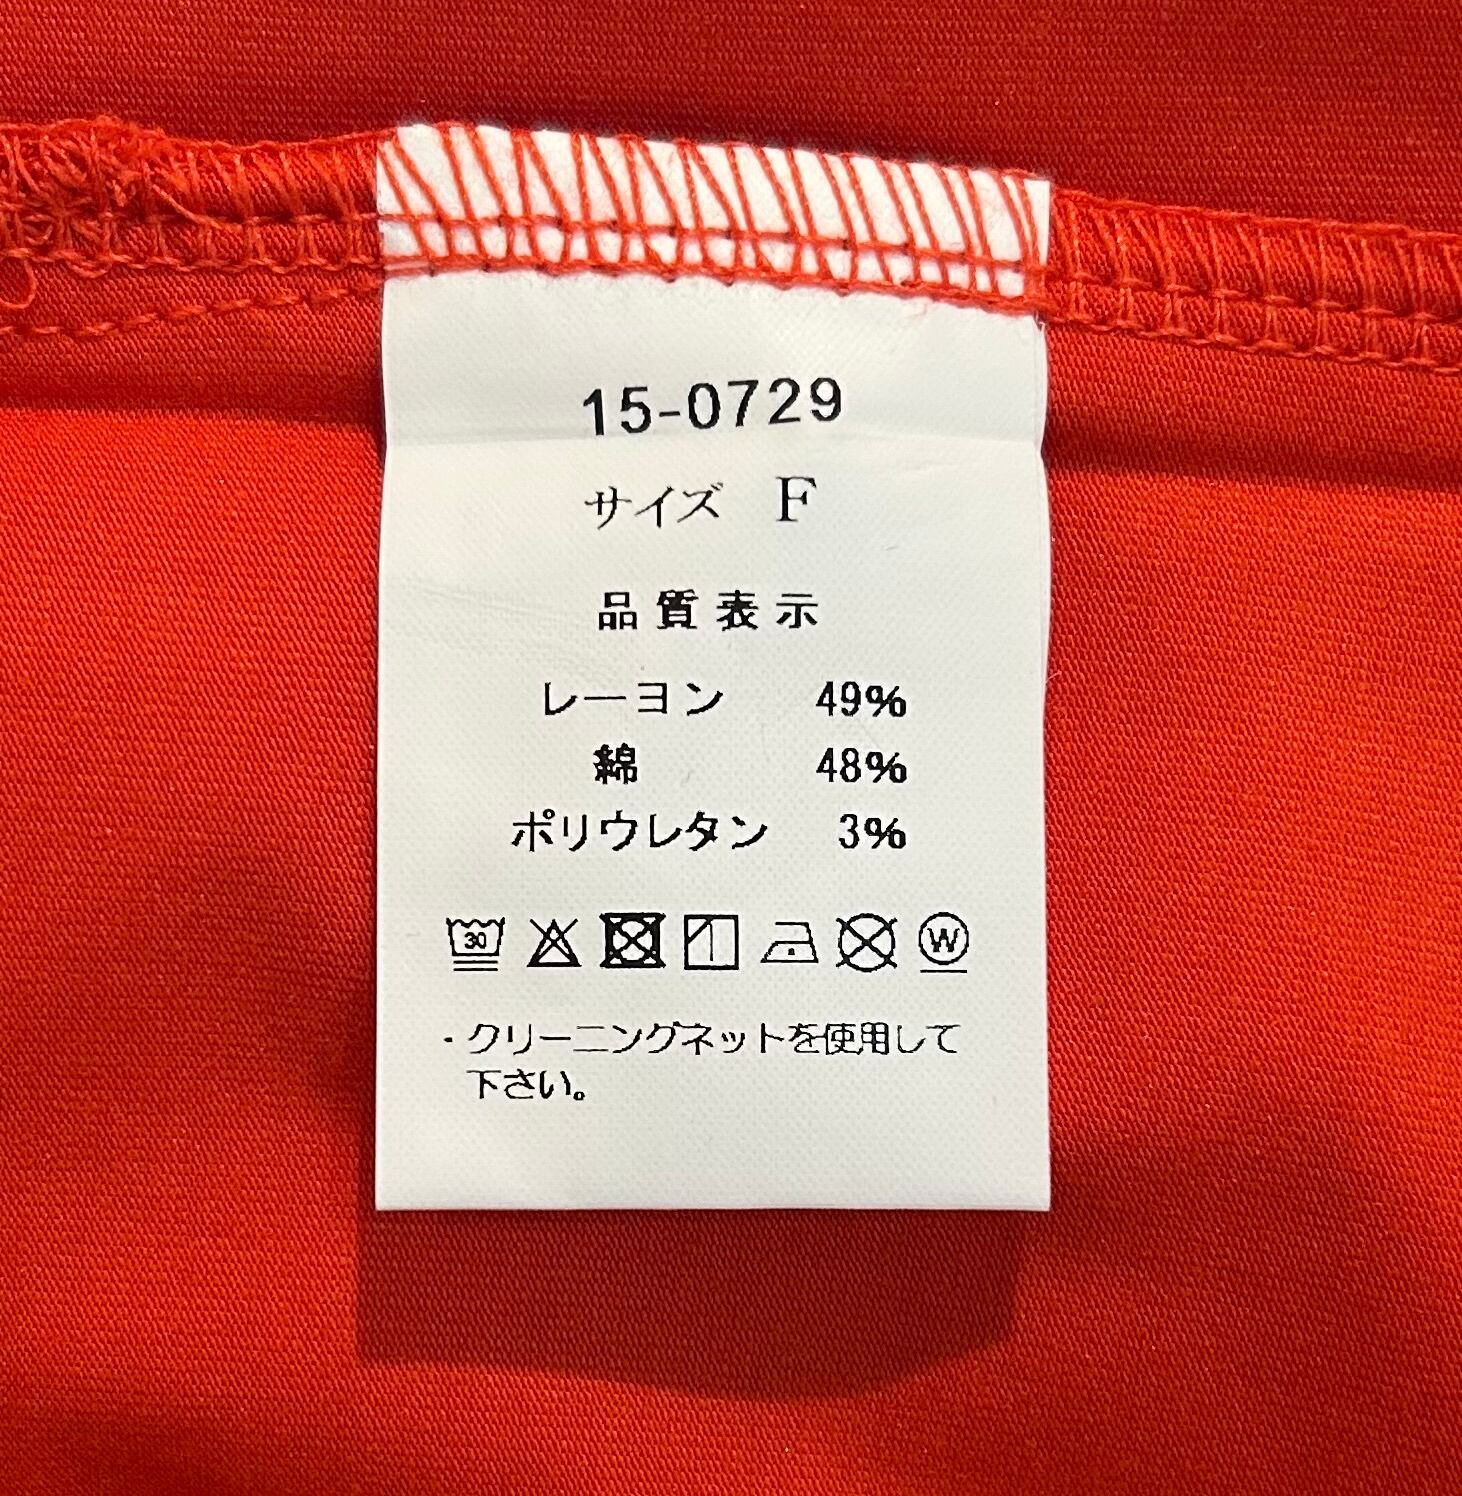 15-0729
サイズ F
品質表示
レーヨン 49%
綿 48%
ポリウレタン 3%
30 W
・クリーニングネットを使用して
下さい。